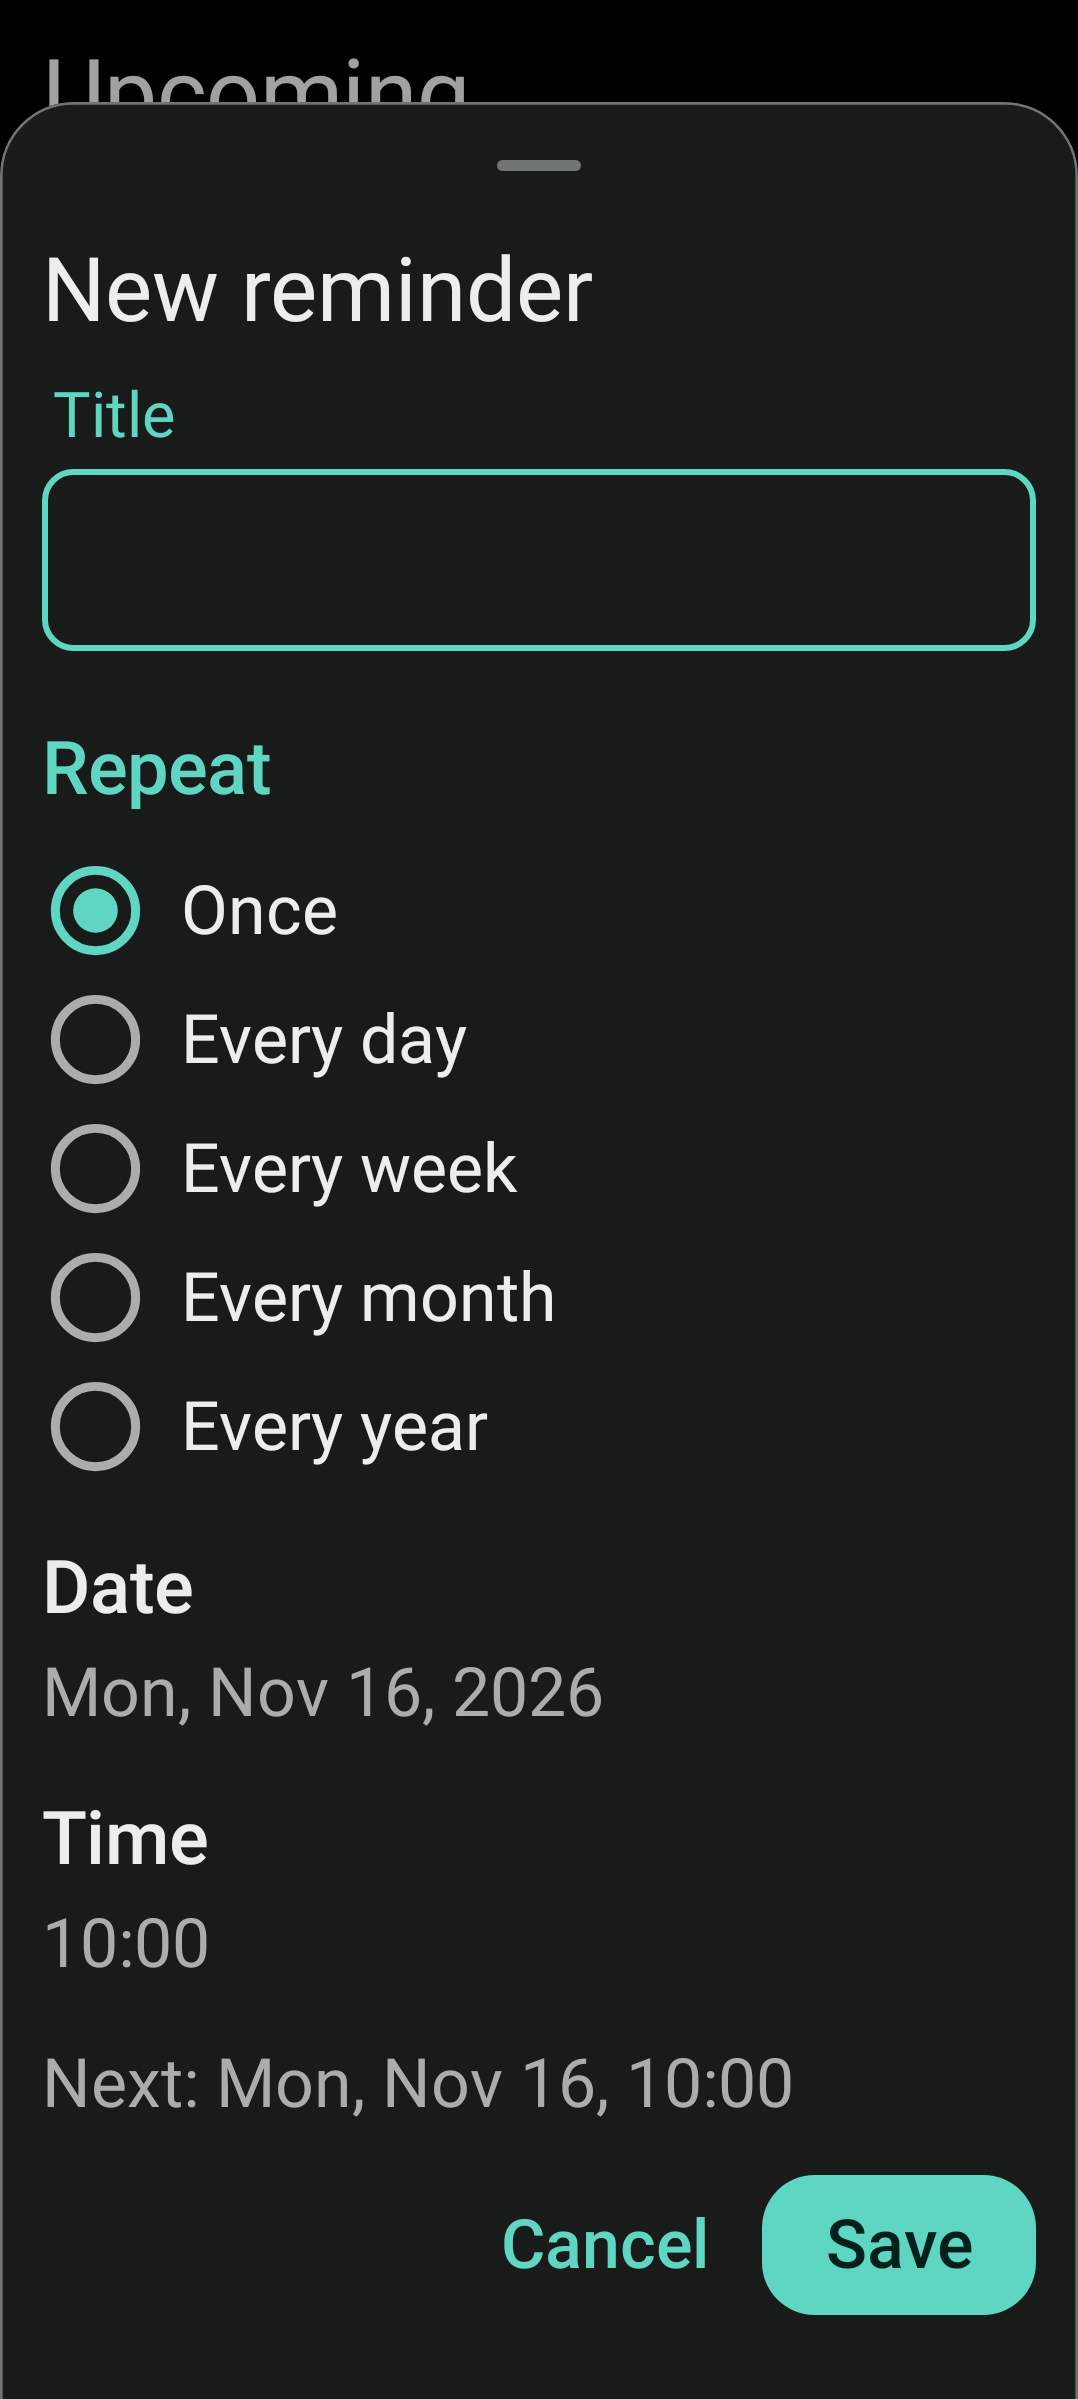 Upcoming
New reminder
Title
Repeat
Once
Every day
Every week
Every month
Every year
Date
Mon, Nov 16, 2026
Time
10:00
Next: Mon, Nov 16, 10:00
Cancel
Save